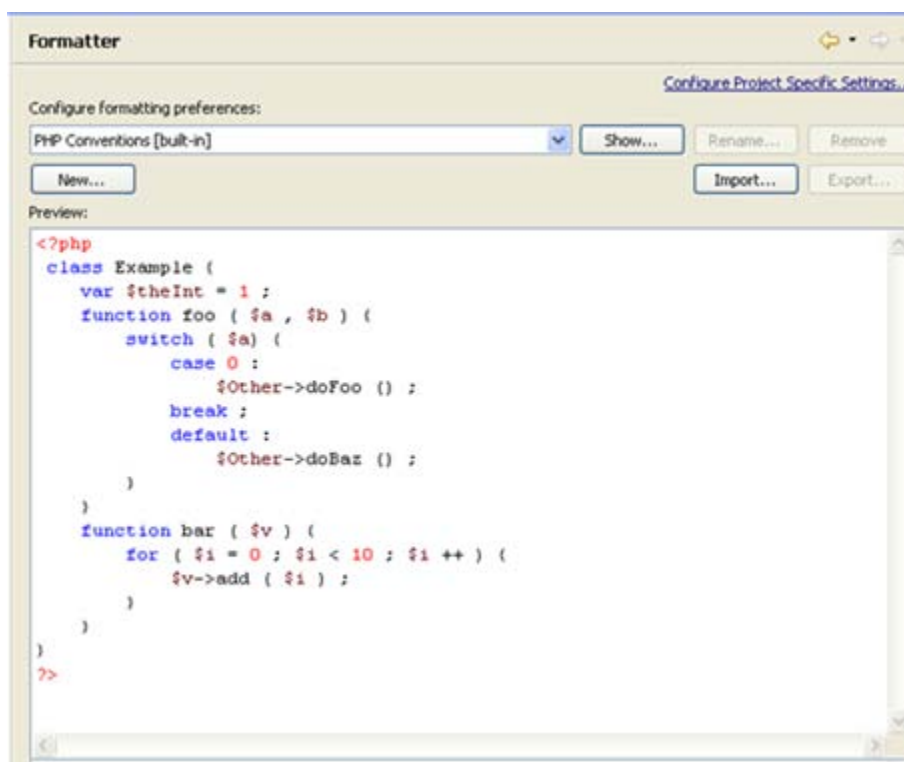 Formatter
Configure Project Specific Settings...
Configure formatting preferences:
PHP Conventions [built-in] Show... Rename... Remove
New... Import... Export...
Preview:
<?php
class Example {
var $theInt = 1 ;
function foo ( $a , $b ) {
switch ( $a) {
case 0 :
$Other->doFoo () ;
break ;
default :
$Other->doBaz () ;
}
}
function bar ( $v ) {
for ( $i = 0 ; $i < 10 ; $i ++ ) {
$v->add ( $i ) ;
}
}
}
?>